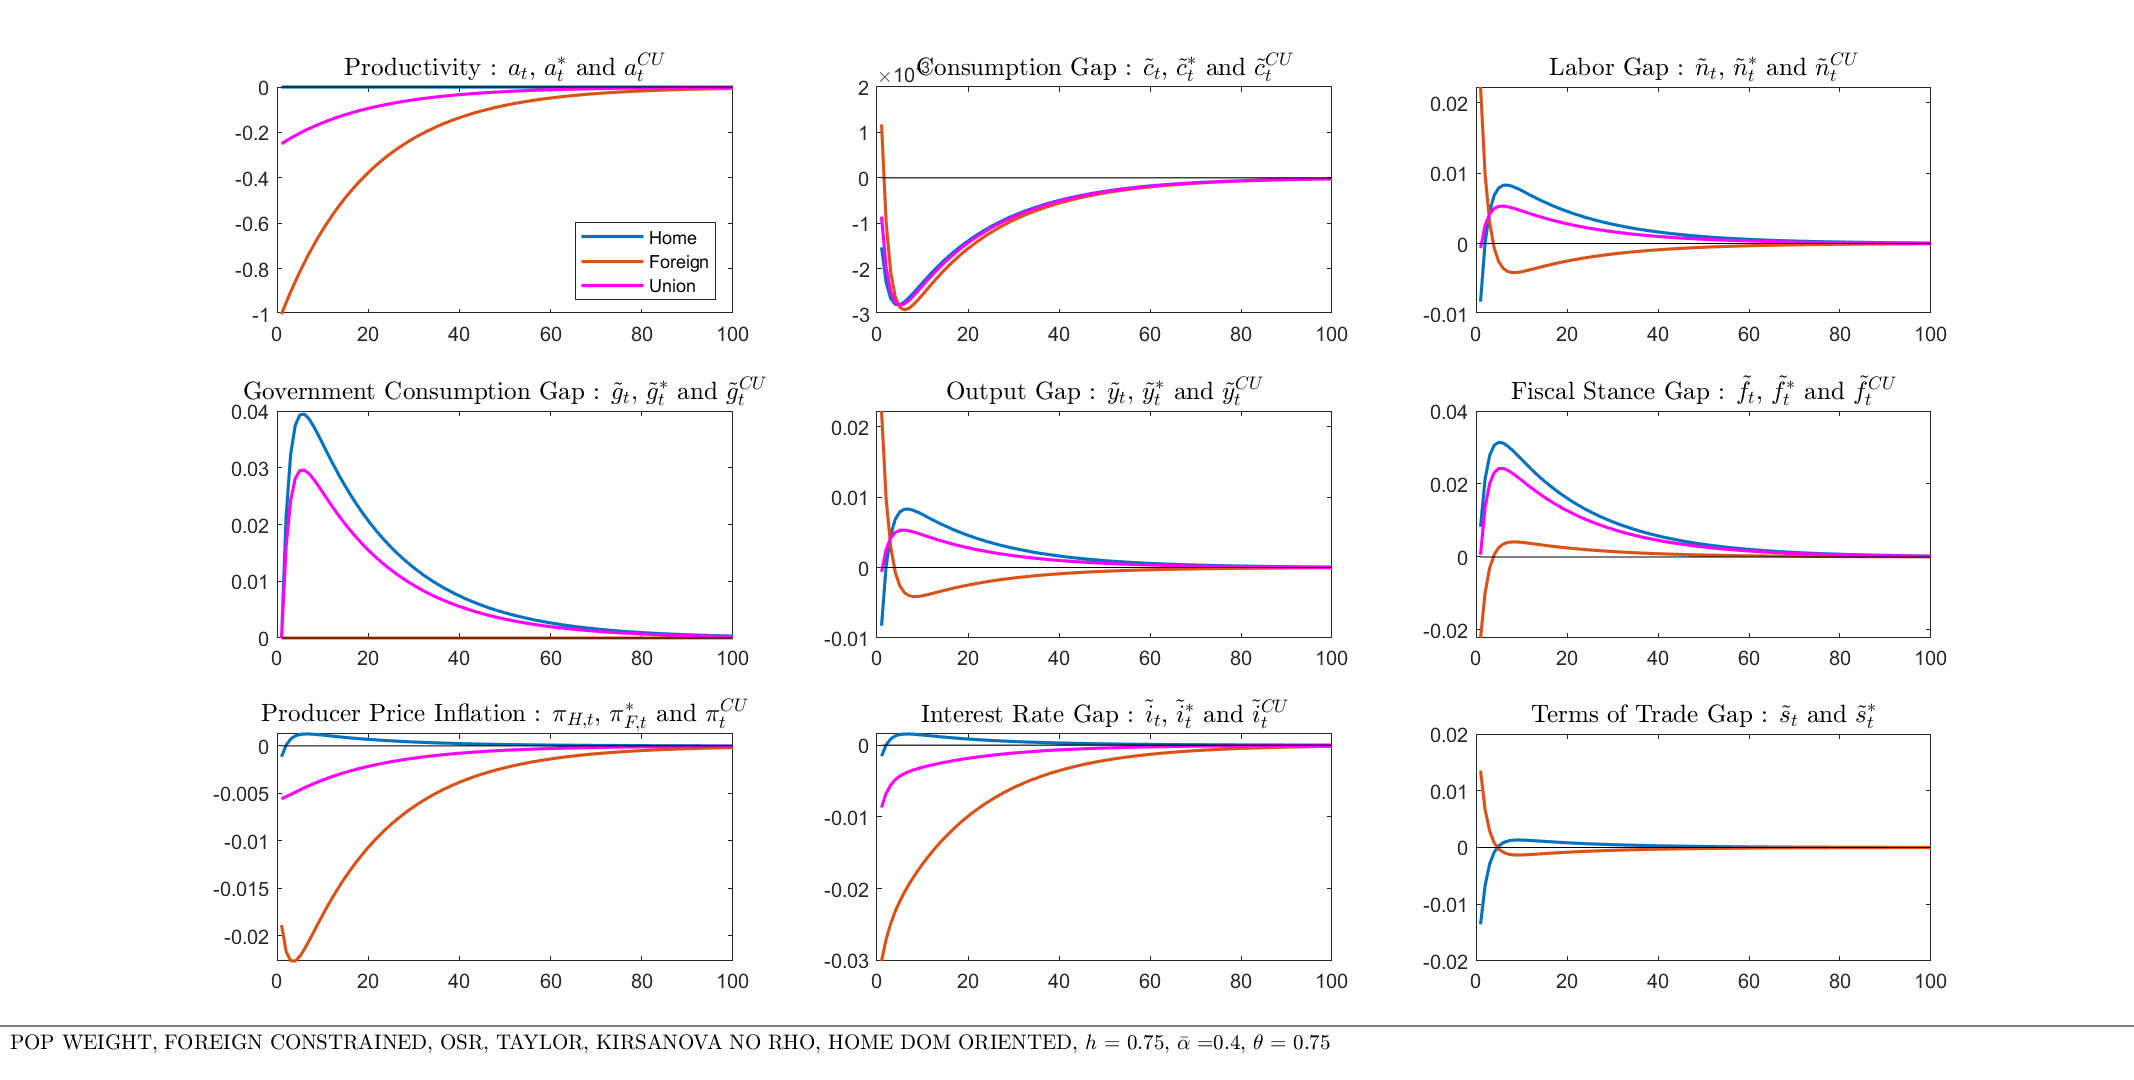 Productivity : a_t, a_t^* and a_t^{CU}
0
-0.2
-0.4
-0.6
-0.8
-1
0 20 40 60 80 100
Home
Foreign
Union
×10
Consumption Gap : c̃_t, c̃_t^* and c̃_t^{CU}
2
1
0
-1
-2
-3
0 20 40 60 80 100
Labor Gap : ñ_t, ñ_t^* and ñ_t^{CU}
0.02
0.01
0
-0.01
0 20 40 60 80 100
Government Consumption Gap : g̃_t, g̃_t^* and g̃_t^{CU}
0.04
0.03
0.02
0.01
0
0 20 40 60 80 100
Output Gap : ỹ_t, ỹ_t^* and ỹ_t^{CU}
0.02
0.01
0
-0.01
0 20 40 60 80 100
Fiscal Stance Gap : f̃_t, f̃_t^* and f̃_t^{CU}
0.04
0.02
0
-0.02
0 20 40 60 80 100
Producer Price Inflation : π_{H,t}, π_{F,t}^* and π_t^{CU}
0
-0.005
-0.01
-0.015
-0.02
0 20 40 60 80 100
Interest Rate Gap : ĩ_t, ĩ_t^* and ĩ_t^{CU}
0
-0.01
-0.02
-0.03
0 20 40 60 80 100
Terms of Trade Gap : s̃_t and s̃_t^*
0.02
0.01
0
-0.01
-0.02
0 20 40 60 80 100
POP WEIGHT, FOREIGN CONSTRAINED, OSR, TAYLOR, KIRSANOVA NO RHO, HOME DOM ORIENTED, h = 0.75, ᾱ =0.4, θ = 0.75